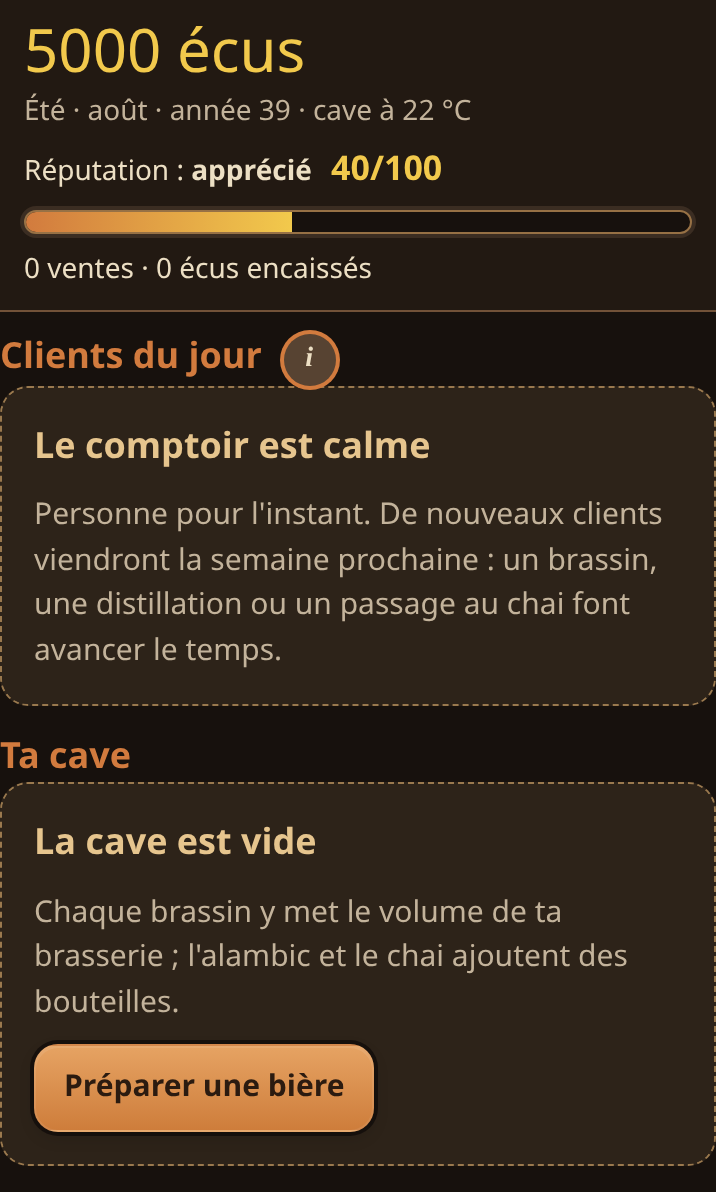 5000 écus
Été · août · année 39 · cave à 22 °C
Réputation : apprécié 40/100
0 ventes · 0 écus encaissés
Clients du jour i
Le comptoir est calme
Personne pour l'instant. De nouveaux clients
viendront la semaine prochaine : un brassin,
une distillation ou un passage au chai font
avancer le temps.
Ta cave
La cave est vide
Chaque brassin y met le volume de ta
brasserie ; l'alambic et le chai ajoutent des
bouteilles.
Préparer une bière